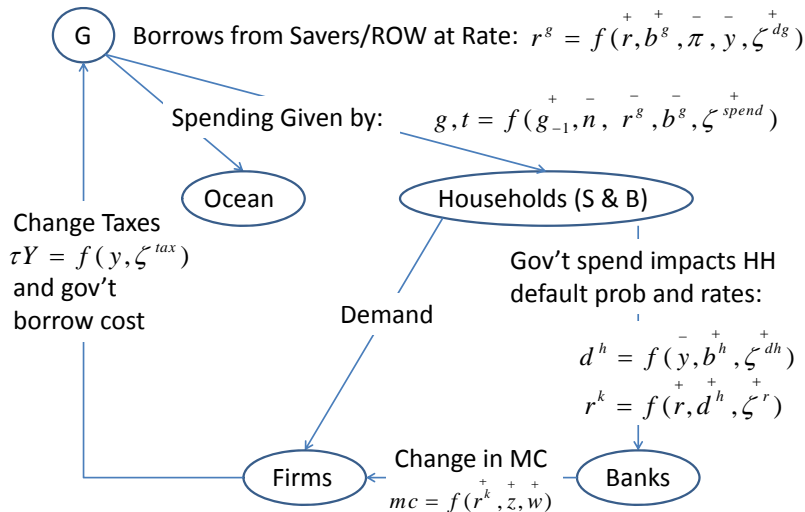 G
Borrows from Savers/ROW at Rate: r^g = f(r⁺, b^g⁺, π⁻, y⁻, ζ^{dg}⁺)
Spending Given by: g, t = f(g₋₁⁺, n⁻, r^g⁻, b^g⁻, ζ^{spend}⁺)
Ocean
Households (S & B)
Change Taxes
τY = f(y, ζ^{tax})
and gov't
borrow cost
Gov't spend impacts HH
default prob and rates:
Demand
d^h = f(y⁻, b^h⁺, ζ^{dh}⁺)
r^k = f(r⁺, d^h⁺, ζ^r⁺)
Firms
Change in MC
mc = f(r^k⁺, z⁺, w⁺)
Banks